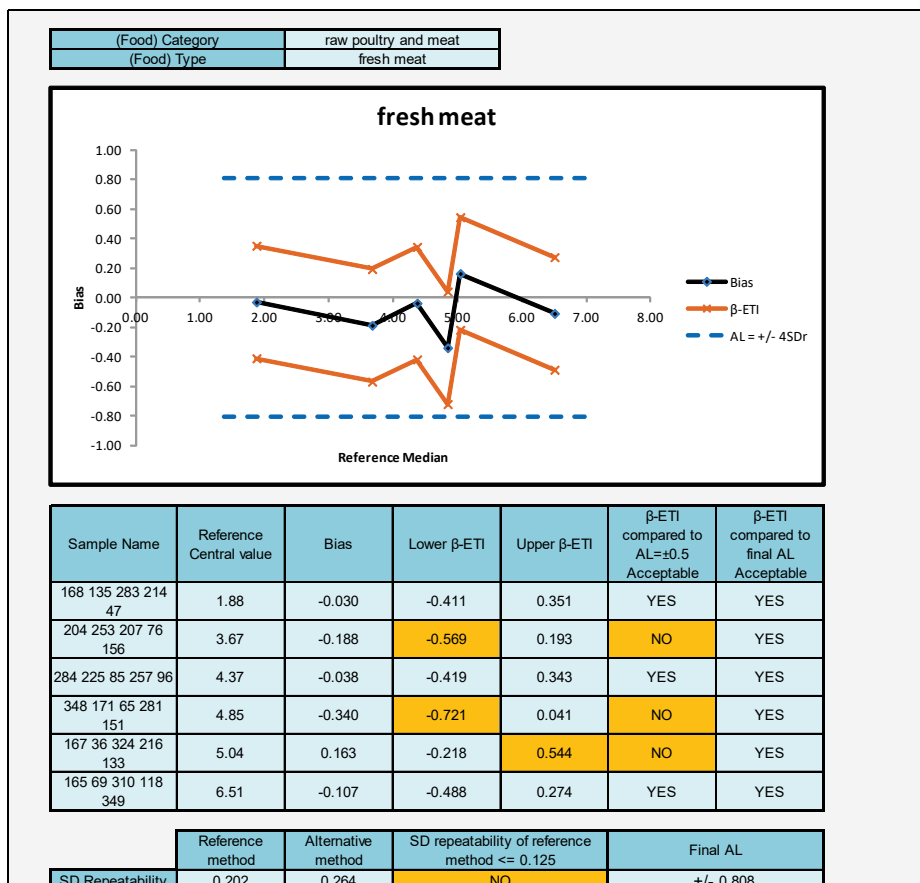 (Food) Category raw poultry and meat
(Food) Type fresh meat
fresh meat
1.00
0.80
0.60
0.40
0.20
0.00
-0.20
-0.40
-0.60
-0.80
-1.00
Bias
0.00 1.00 2.00 3.00 4.00 5.00 6.00 7.00 8.00
Reference Median
Bias
β-ETI
AL = +/- 4SDr
Sample Name Reference Central value Bias Lower β-ETI Upper β-ETI β-ETI compared to AL=±0.5 Acceptable β-ETI compared to final AL Acceptable
168 135 283 214 47 1.88 -0.030 -0.411 0.351 YES YES
204 253 207 76 156 3.67 -0.188 -0.569 0.193 NO YES
284 225 85 257 96 4.37 -0.038 -0.419 0.343 YES YES
348 171 65 281 151 4.85 -0.340 -0.721 0.041 NO YES
167 36 324 216 133 5.04 0.163 -0.218 0.544 NO YES
165 69 310 118 349 6.51 -0.107 -0.488 0.274 YES YES
Reference method Alternative method SD repeatability of reference method <= 0.125 Final AL
SD Repeatability 0.202 0.264 NO +/- 0.808